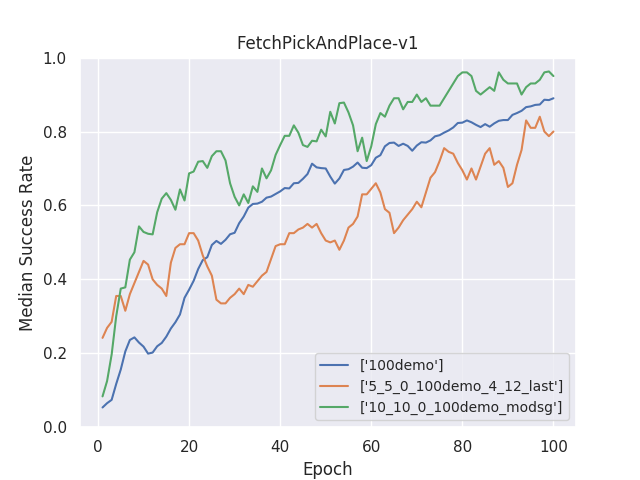 FetchPickAndPlace-v1
1.0
0.8
0.6
0.4
0.2
0.0
Median Success Rate
0 20 40 60 80 100
Epoch
['100demo']
['5_5_0_100demo_4_12_last']
['10_10_0_100demo_modsg']